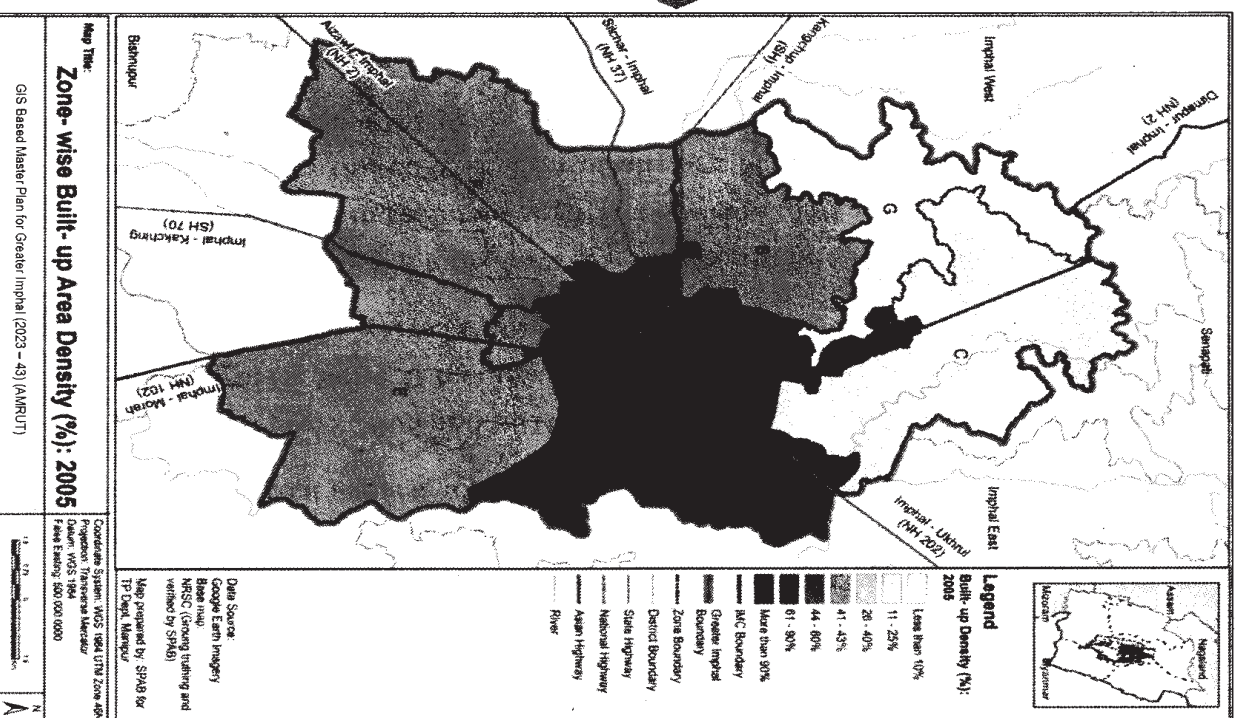 Map Title:
Zone- wise Built- up Area Density (%): 2005
GIS Based Master Plan for Greater Imphal (2023 – 43) (AMRUT)
Bishnupur
Aizawl - Imphal
(NH 2)
Silchar - Imphal
(NH 37)
Kangchup - Imphal
(SH)
Imphal West
Dimapur - Imphal
(NH 2)
Senapati
Imphal East
Imphal - Ukhrul
(NH 202)
Imphal - Kakching
(SH 70)
Imphal - Morah
(NH 102)
G
C
Assam
Nagaland
Mizoram
Myanmar
Legend
Built- up Density (%):
2005
Less than 10%
11 - 25%
26 - 40%
41 - 43%
44 - 60%
61 - 90%
More than 90%
IMC Boundary
Greater Imphal
Boundary
Zone Boundary
District Boundary
State Highway
National Highway
Asian Highway
River
Data Source:
Google Earth Imagery
Base map:
NRSC (Ground truthing and
verified by SPAB)
Map prepared by: SPAB for
TP Dept, Manipur
Coordinate System: WGS 1984 UTM Zone 46N
Projection: Transverse Mercator
Datum: WGS 1984
False Easting: 500 000.0000
N